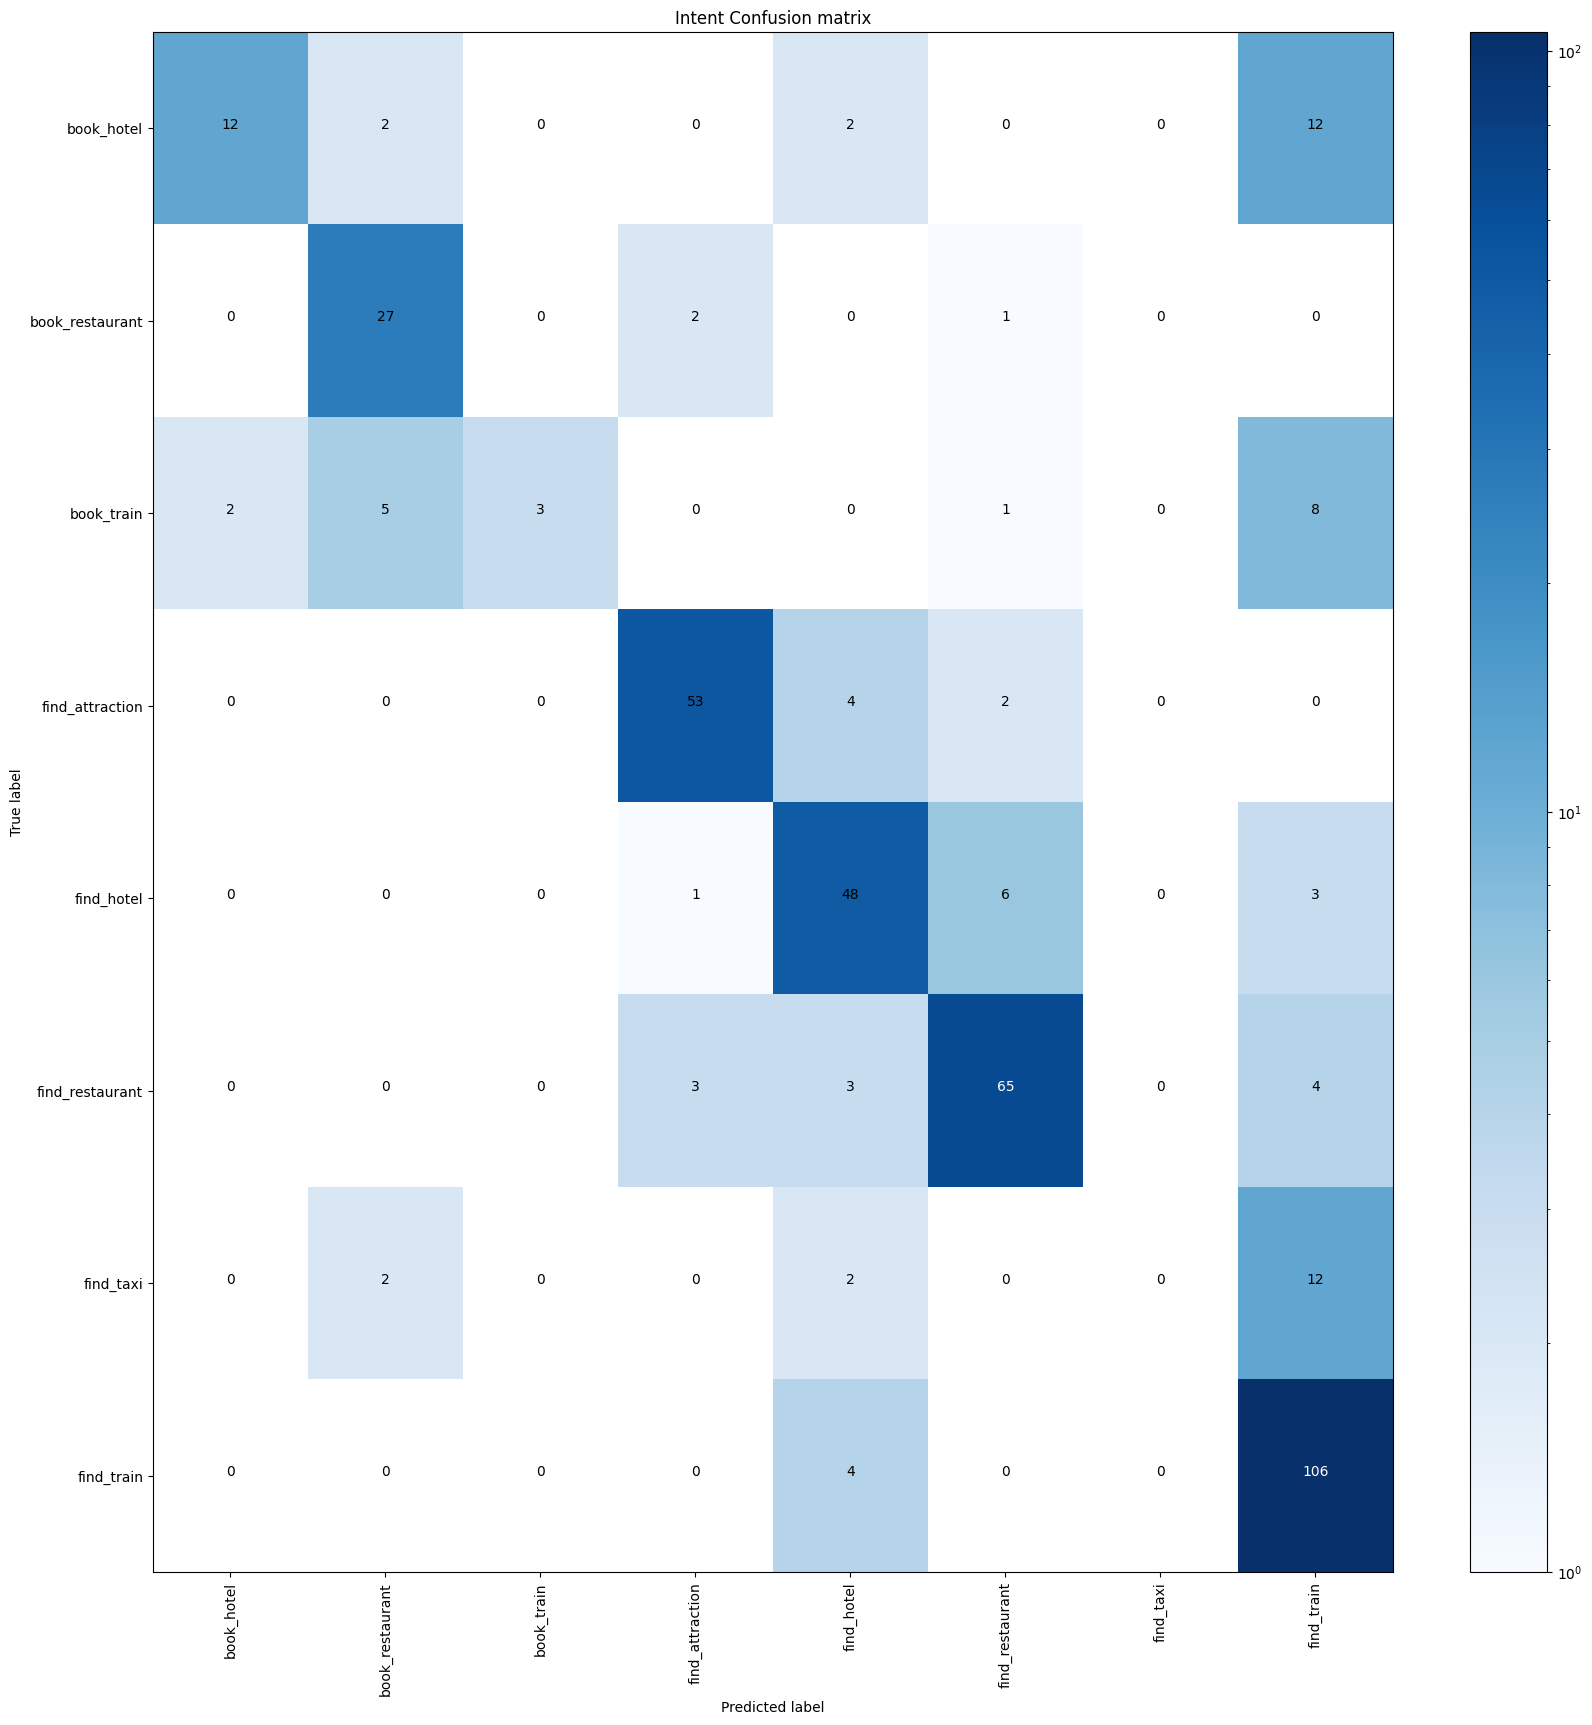 Intent Confusion matrix
book_hotel 12 2 0 0 2 0 0 12
book_restaurant 0 27 0 2 0 1 0 0
book_train 2 5 3 0 0 1 0 8
find_attraction 0 0 0 53 4 2 0 0
find_hotel 0 0 0 1 48 6 0 3
find_restaurant 0 0 0 3 3 65 0 4
find_taxi 0 2 0 0 2 0 0 12
find_train 0 0 0 0 4 0 0 106
True label
book_hotel book_restaurant book_train find_attraction find_hotel find_restaurant find_taxi find_train
Predicted label
10²
10¹
10⁰